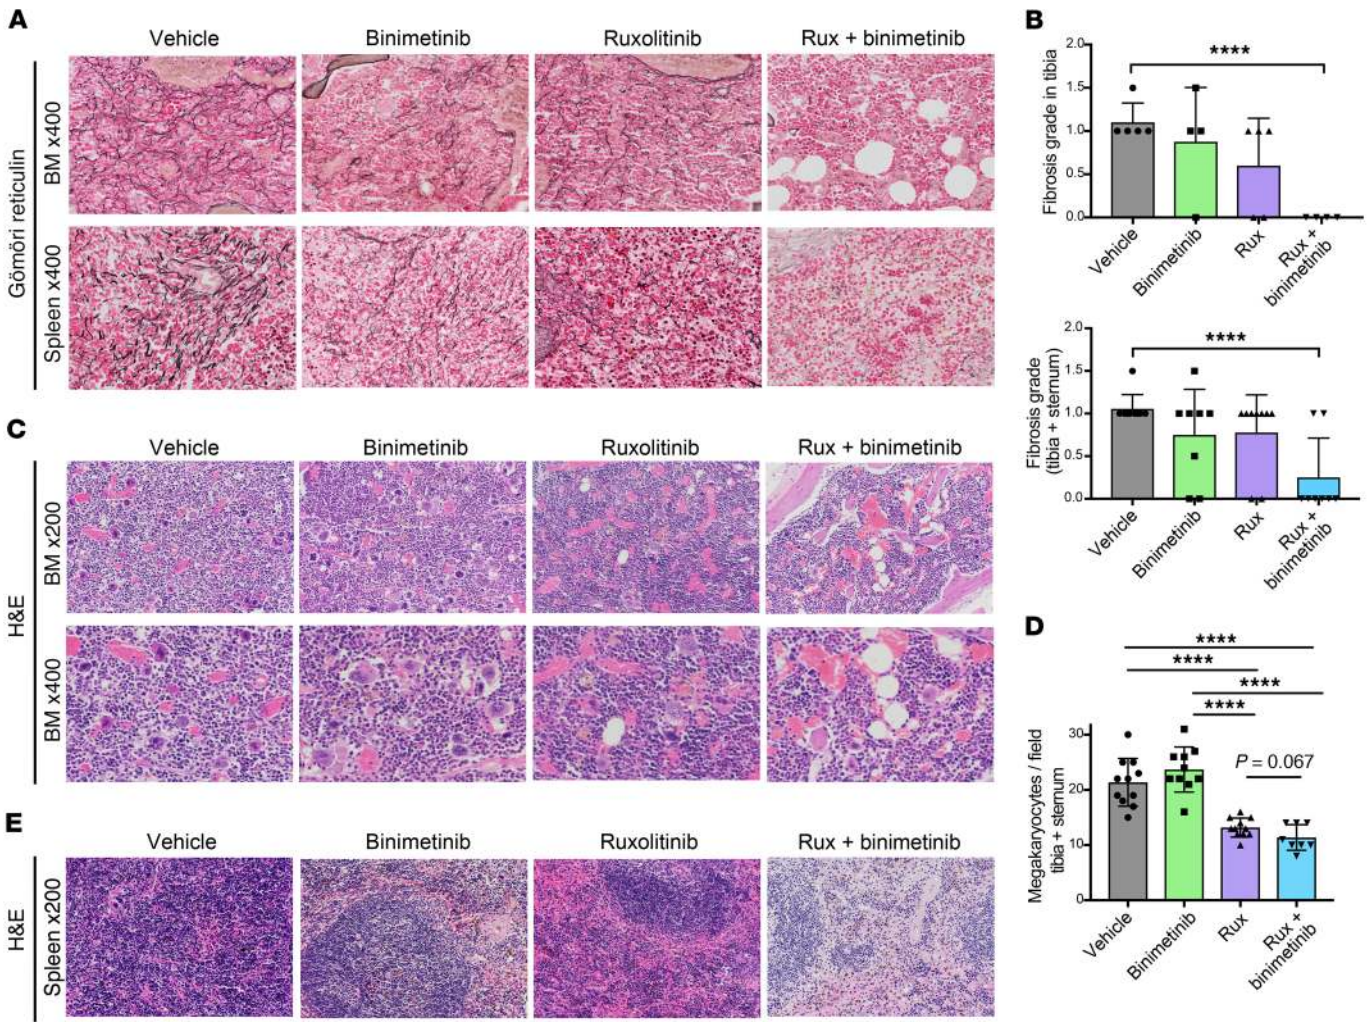 A
Vehicle
Binimetinib
Ruxolitinib
Rux + binimetinib
Gömöri reticulin
BM x400
Spleen x400
B
Fibrosis grade in tibia
2.0
1.5
1.0
0.5
0.0
****
Vehicle
Binimetinib
Rux
Rux +
binimetinib
Fibrosis grade
(tibia + sternum)
2.0
1.5
1.0
0.5
0.0
****
Vehicle
Binimetinib
Rux
Rux +
bimetinib
C
Vehicle
Binimetinib
Ruxolitinib
Rux + binimetinib
H&E
BM x200
BM x400
D
****
****
****
****
P = 0.067
Megakaryocytes / field
tibia + sternum
30
20
10
0
Vehicle
Binimetinib
Rux
Rux +
binimetinib
E
Vehicle
Binimetinib
Ruxolitinib
Rux + binimetinib
H&E
Spleen x200